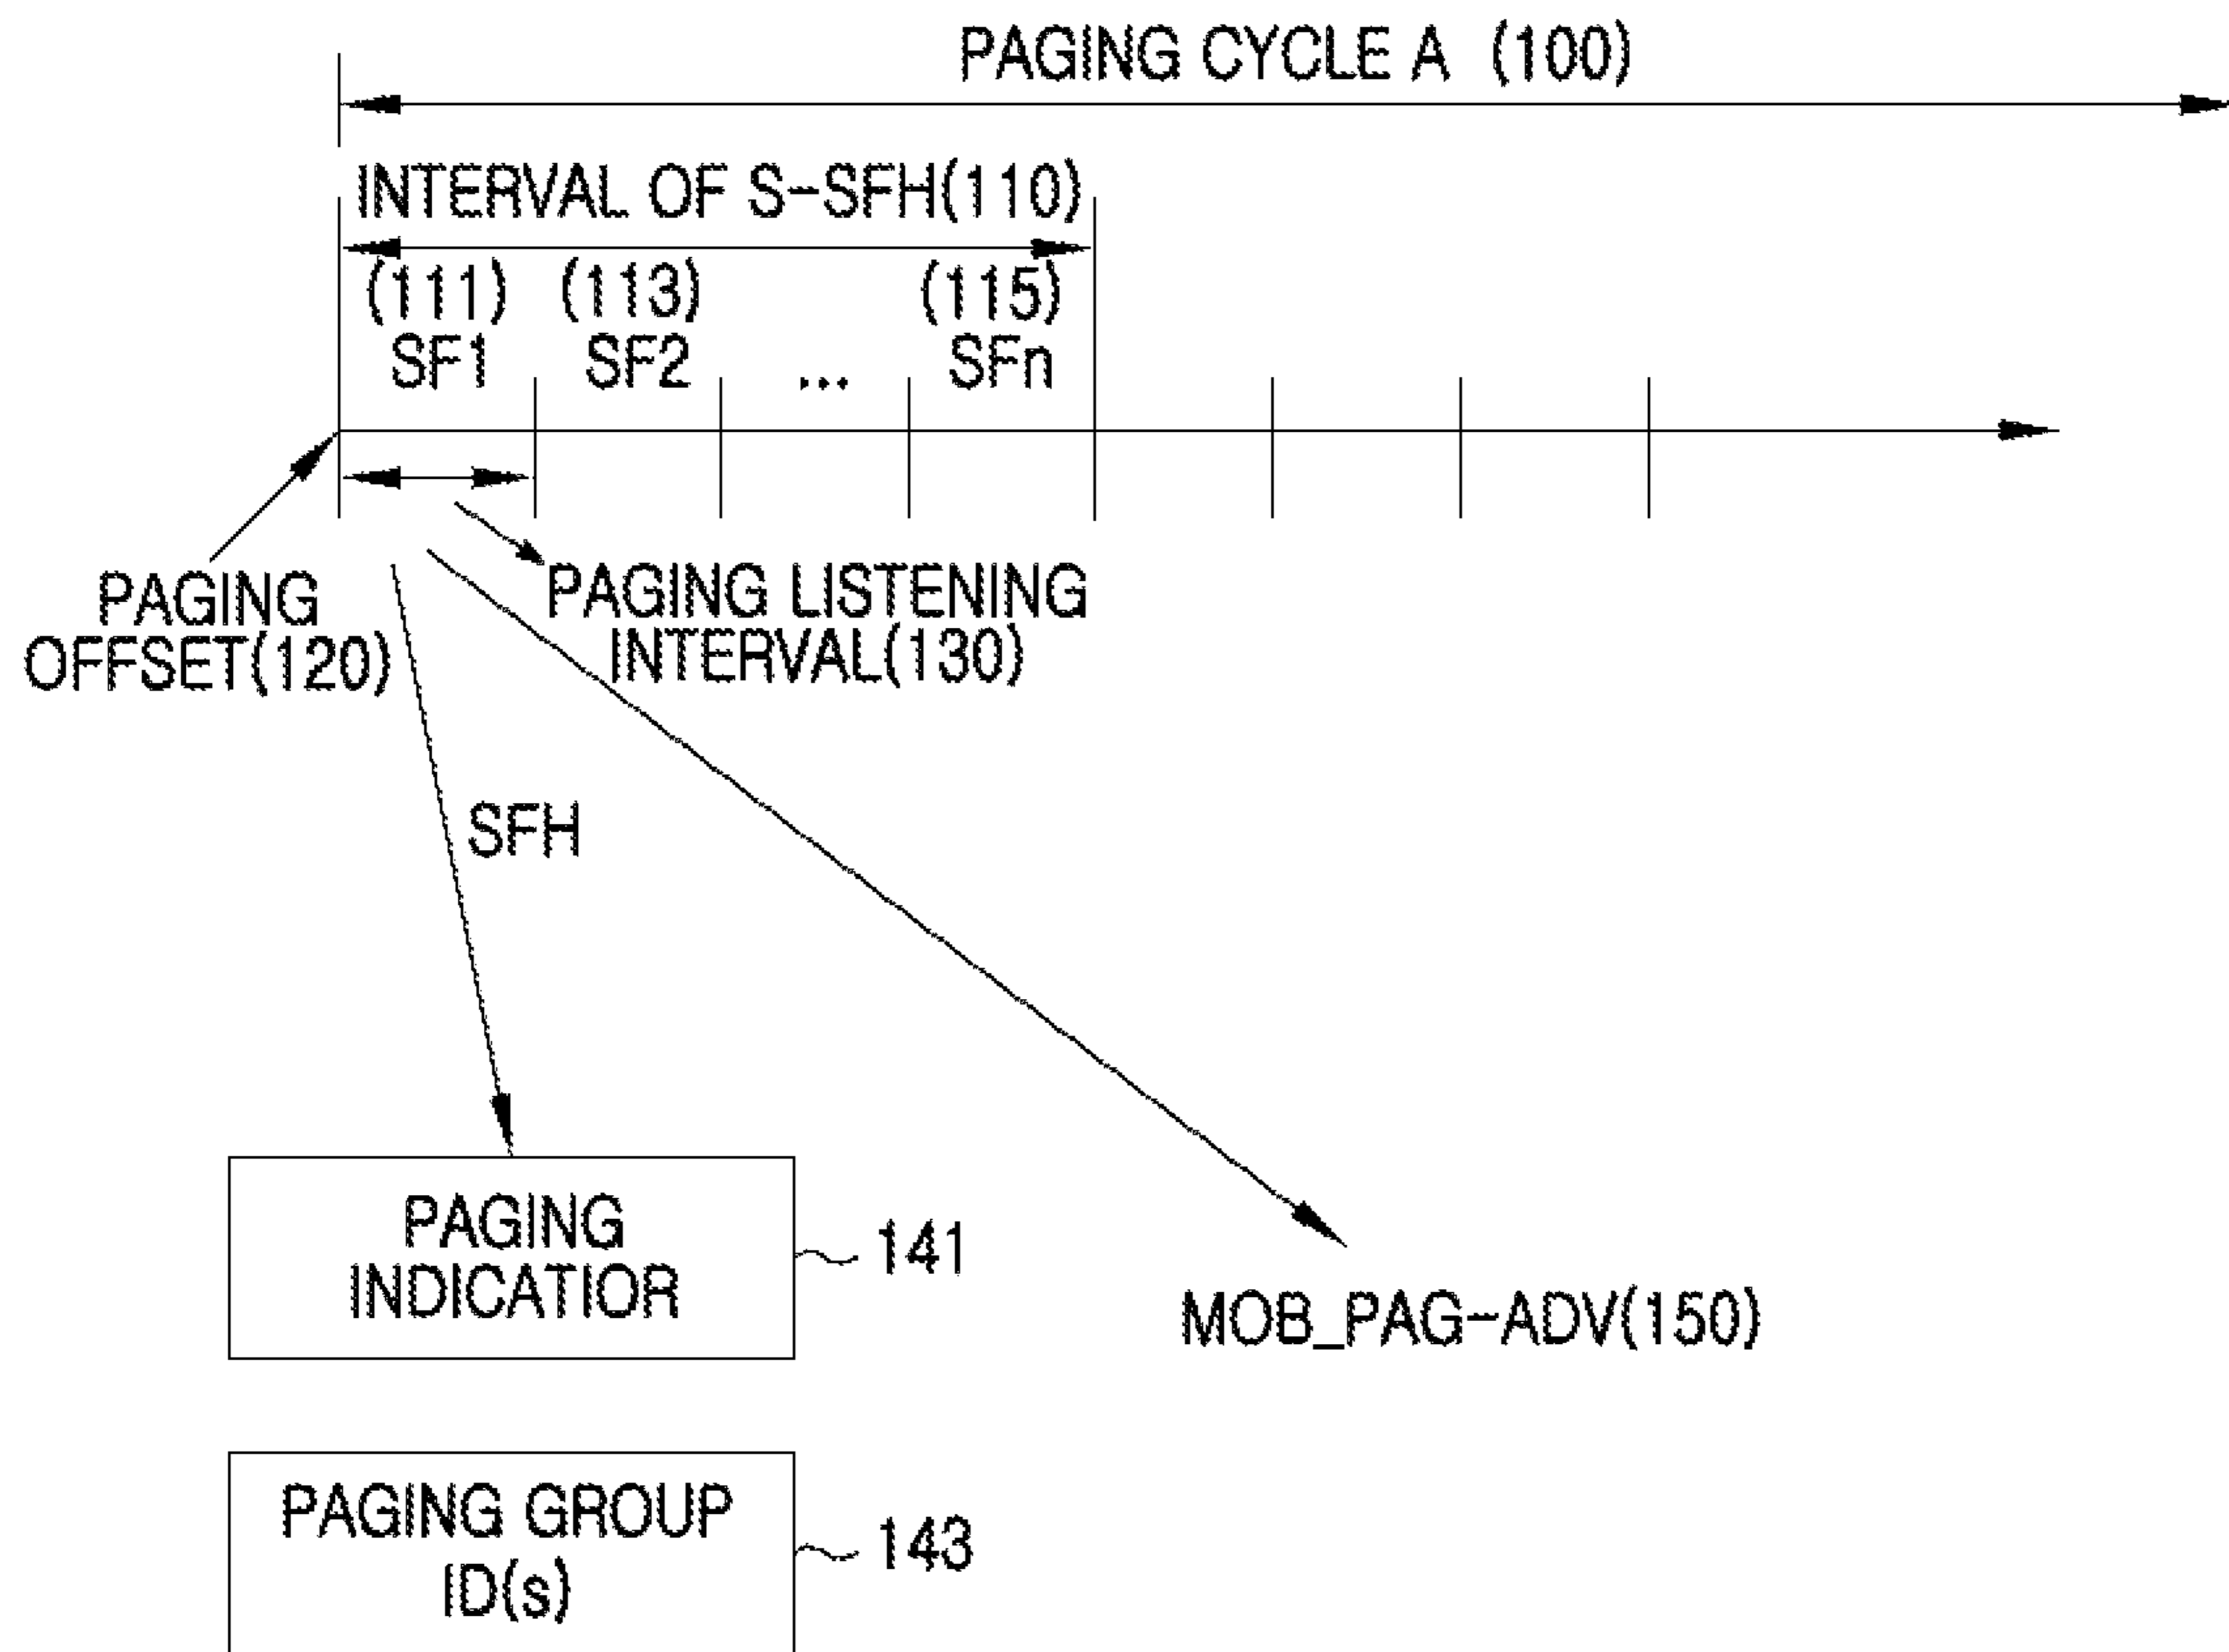 PAGING CYCLE A (100)
INTERVAL OF S-SFH(110)
(111) (113) (115)
SF1 SF2 ... SFn
PAGING
OFFSET(120)
PAGING LISTENING
INTERVAL(130)
SFH
PAGING
INDICATIOR
141
MOB_PAG-ADV(150)
PAGING GROUP
ID(s)
143